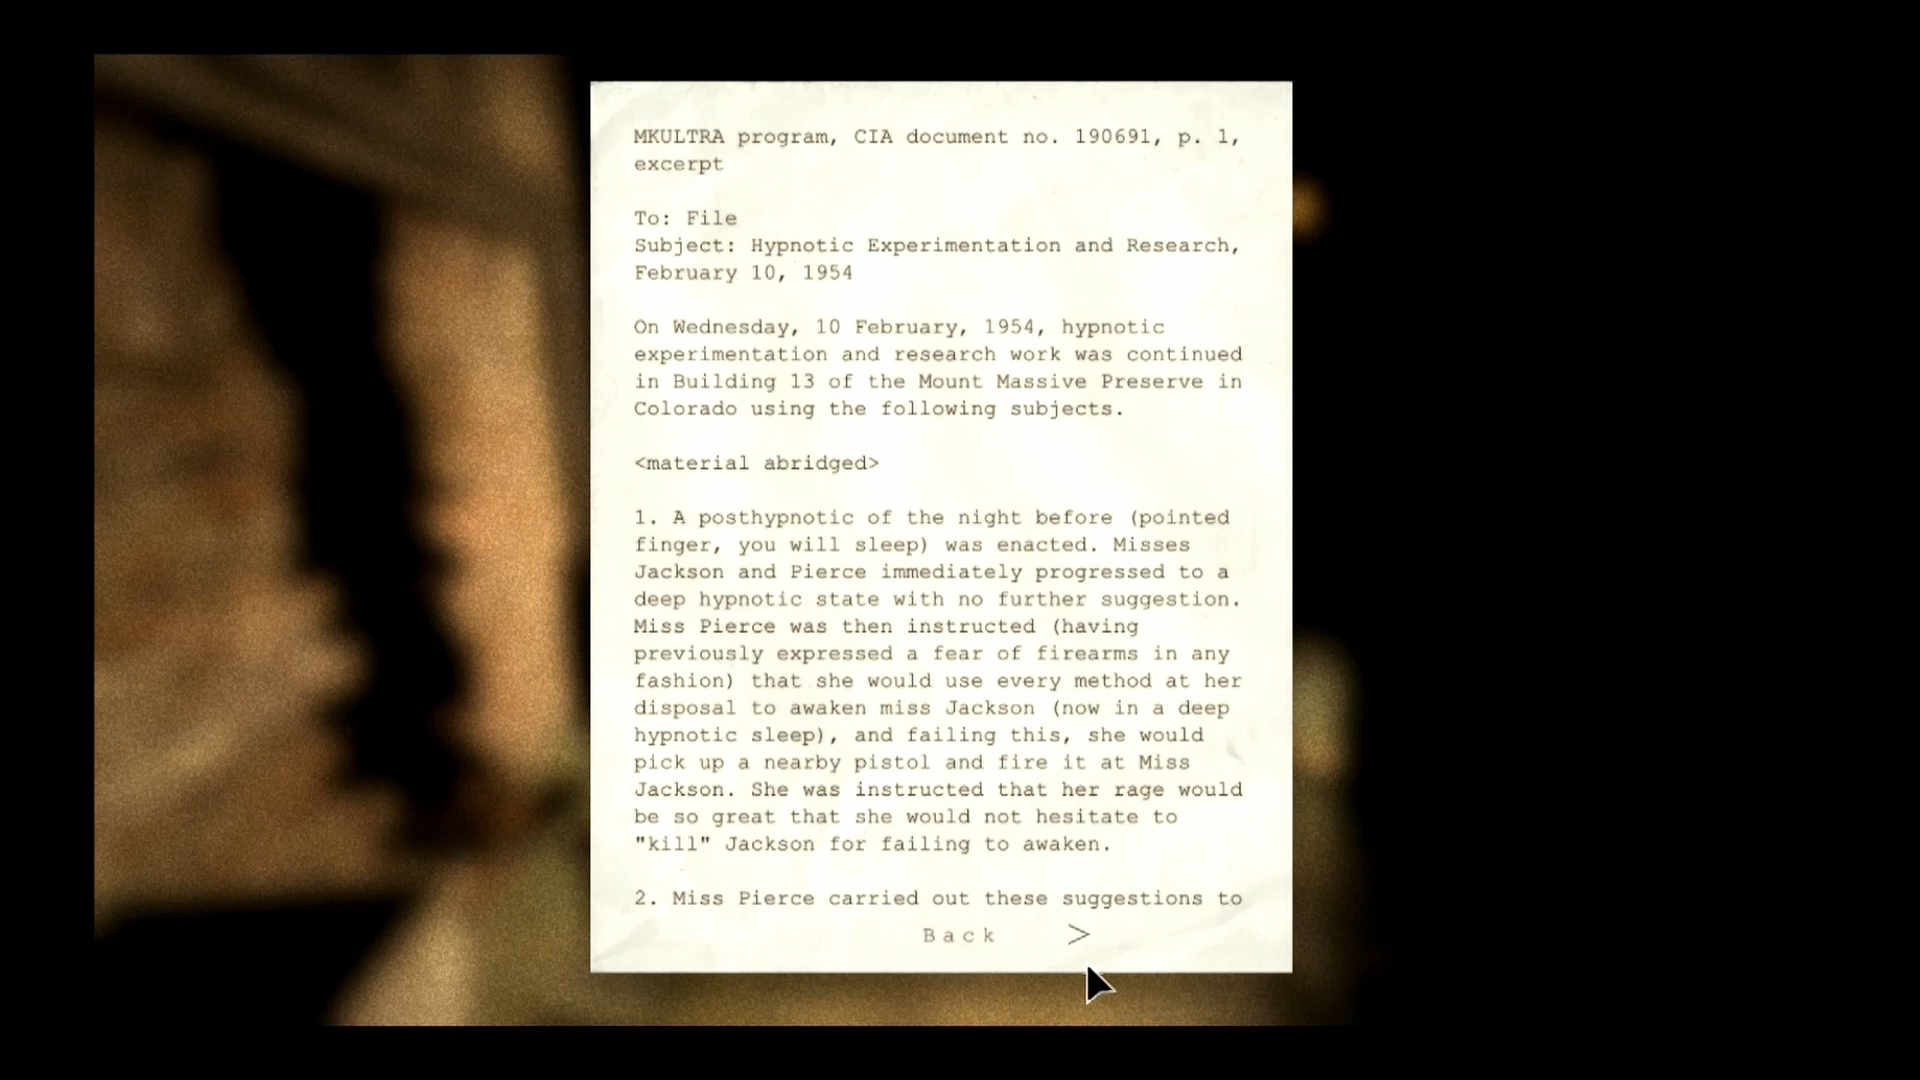 MKULTRA program, CIA document no. 190691, p. 1,
excerpt
To: File
Subject: Hypnotic Experimentation and Research,
February 10, 1954
On Wednesday, 10 February, 1954, hypnotic
experimentation and research work was continued
in Building 13 of the Mount Massive Preserve in
Colorado using the following subjects.
<material abridged>
1. A posthypnotic of the night before (pointed
finger, you will sleep) was enacted. Misses
Jackson and Pierce immediately progressed to a
deep hypnotic state with no further suggestion.
Miss Pierce was then instructed (having
previously expressed a fear of firearms in any
fashion) that she would use every method at her
disposal to awaken miss Jackson (now in a deep
hypnotic sleep), and failing this, she would
pick up a nearby pistol and fire it at Miss
Jackson. She was instructed that her rage would
be so great that she would not hesitate to
"kill" Jackson for failing to awaken.
2. Miss Pierce carried out these suggestions to
Back >